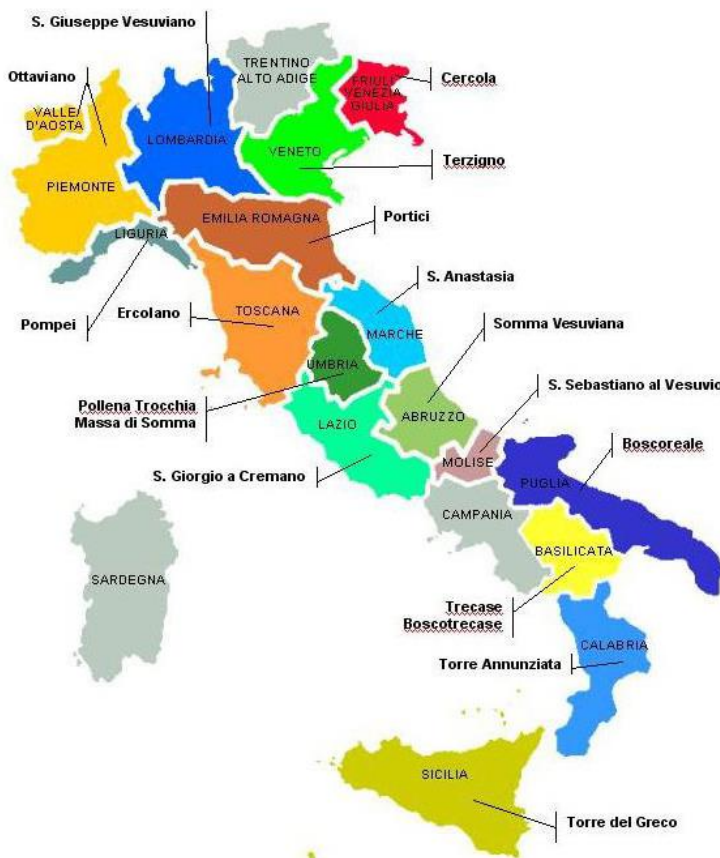 S. Giuseppe Vesuviano
Ottaviano
TRENTINO
ALTO ADIGE
FRIULI
VENEZIA
GIULIA
Cercola
VALLE
D'AOSTA
LOMBARDIA
VENETO
Terzigno
PIEMONTE
EMILIA ROMAGNA
Portici
LIGURIA
S. Anastasia
Pompei
Ercolano
TOSCANA
MARCHE
Somma Vesuviana
UMBRIA
S. Sebastiano al Vesuvio
Pollena Trocchia
Massa di Somma
LAZIO
ABRUZZO
Boscoreale
S. Giorgio a Cremano
MOLISE
PUGLIA
CAMPANIA
BASILICATA
SARDEGNA
Trecase
Boscotrecase
CALABRIA
Torre Annunziata
SICILIA
Torre del Greco